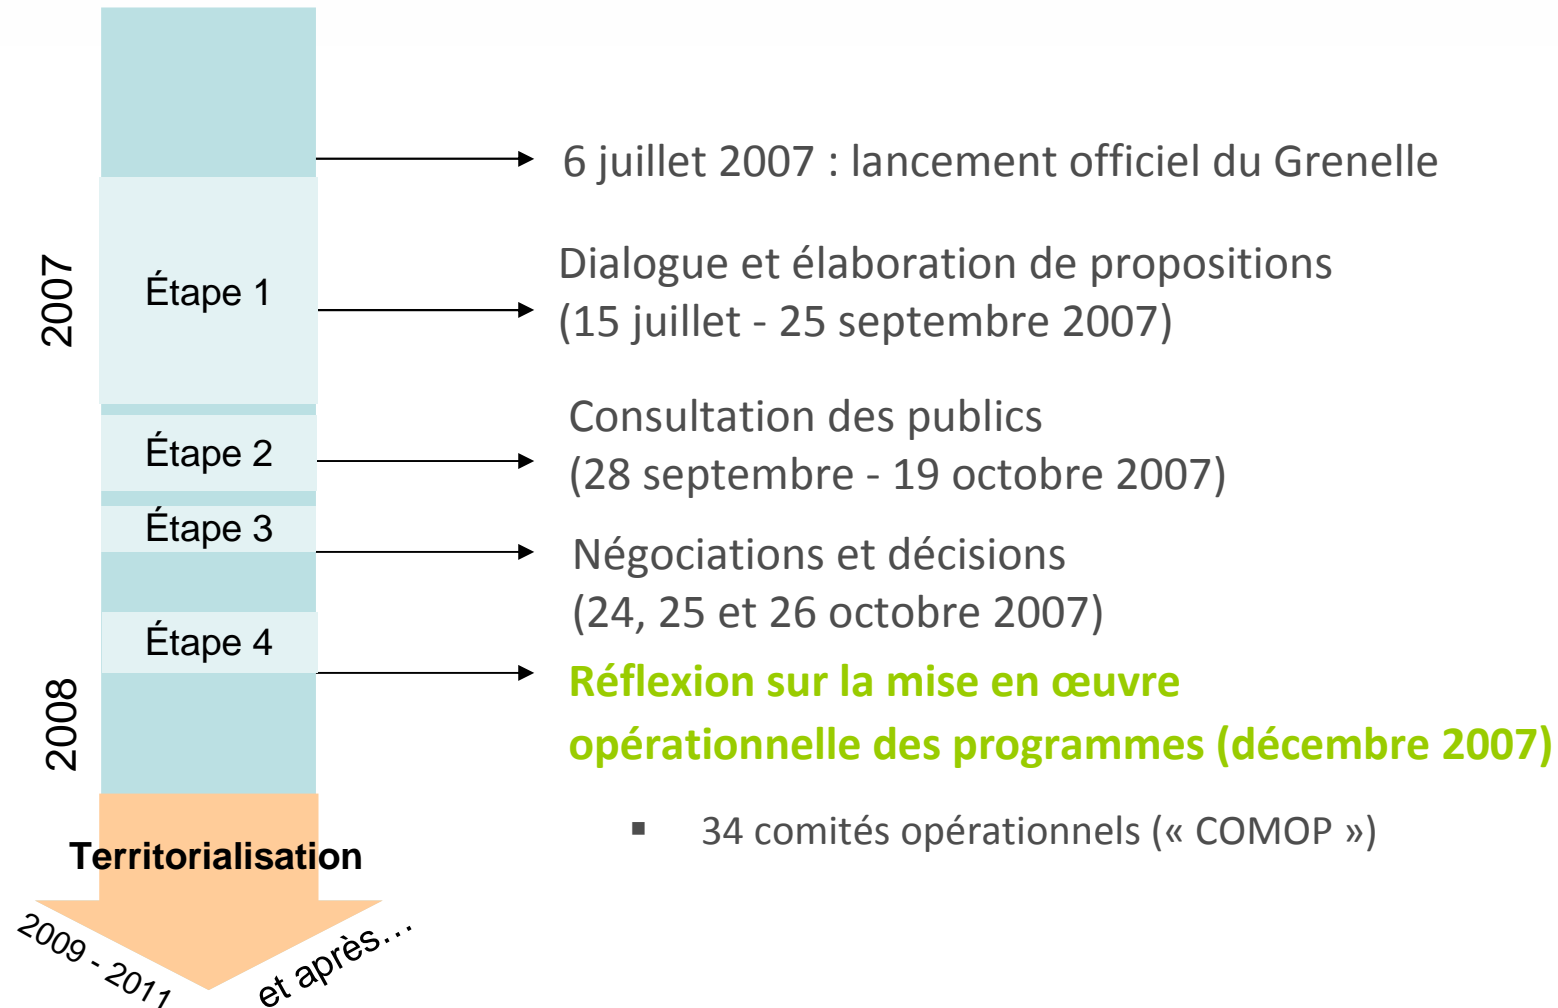 6 juillet 2007 : lancement officiel du Grenelle
2007
Étape 1
Dialogue et élaboration de propositions
(15 juillet - 25 septembre 2007)
Étape 2
Consultation des publics
(28 septembre - 19 octobre 2007)
Étape 3
Négociations et décisions
(24, 25 et 26 octobre 2007)
Étape 4
2008
Réflexion sur la mise en œuvre
opérationnelle des programmes (décembre 2007)
▪ 34 comités opérationnels (« COMOP »)
Territorialisation
2009 - 2011
et après…